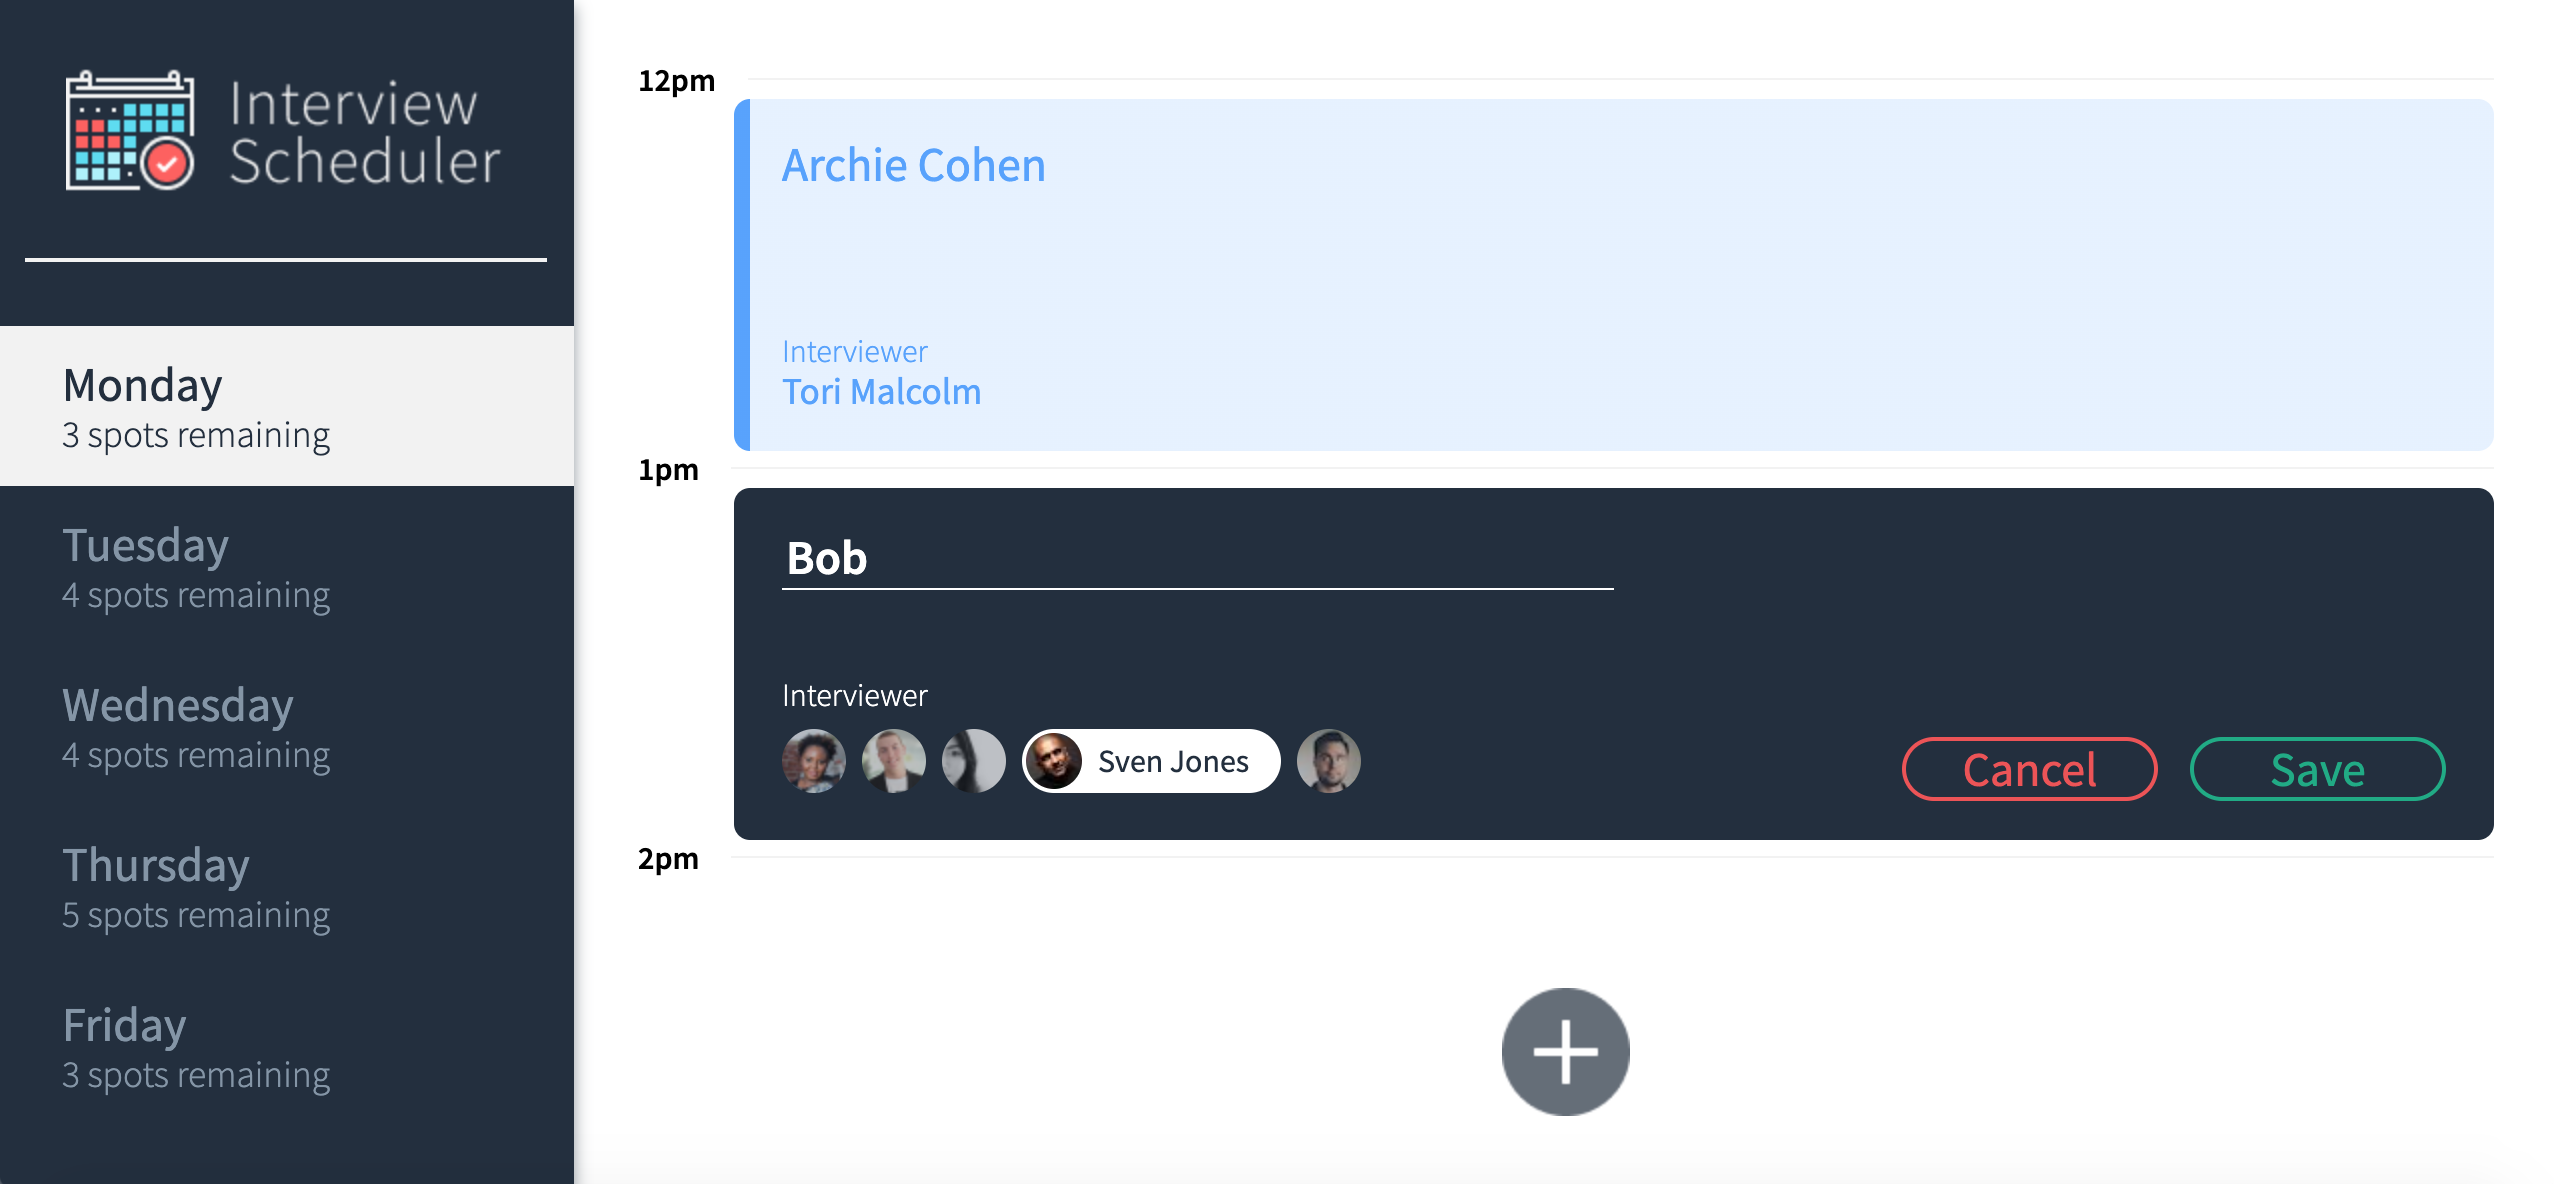 Interview
Scheduler
Monday
3 spots remaining
Tuesday
4 spots remaining
Wednesday
4 spots remaining
Thursday
5 spots remaining
Friday
3 spots remaining
12pm
Archie Cohen
Interviewer
Tori Malcolm
1pm
Bob
Interviewer
Sven Jones
Cancel
Save
2pm